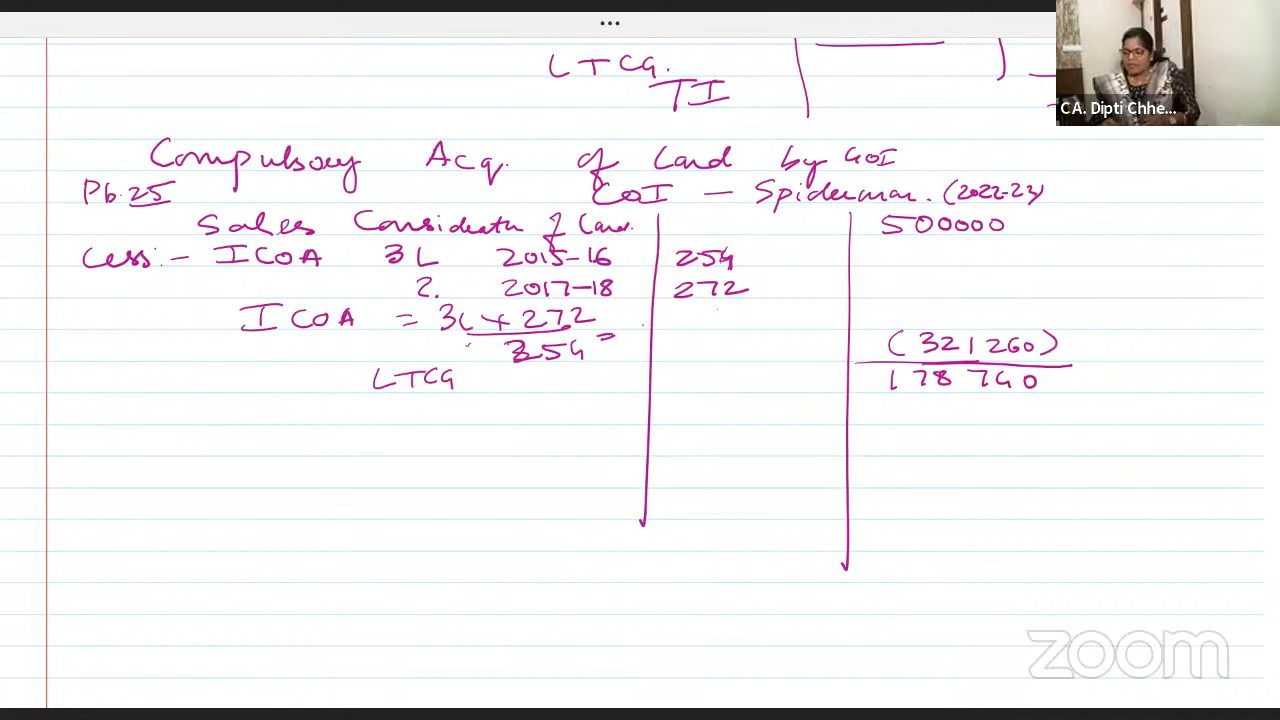 •••
LTCG.
TI
CA. Dipti Chhe...
Compulsory Acq. of Land by GOI
Pb.25 COI - Spiderman. (2022-23)
Sales Consideratn of Land. 500000
Less:- ICOA 3L 2015-16 254
2. 2017-18 272
ICOA = 3L x 272
254 = (321260)
LTCG 178740
zoom